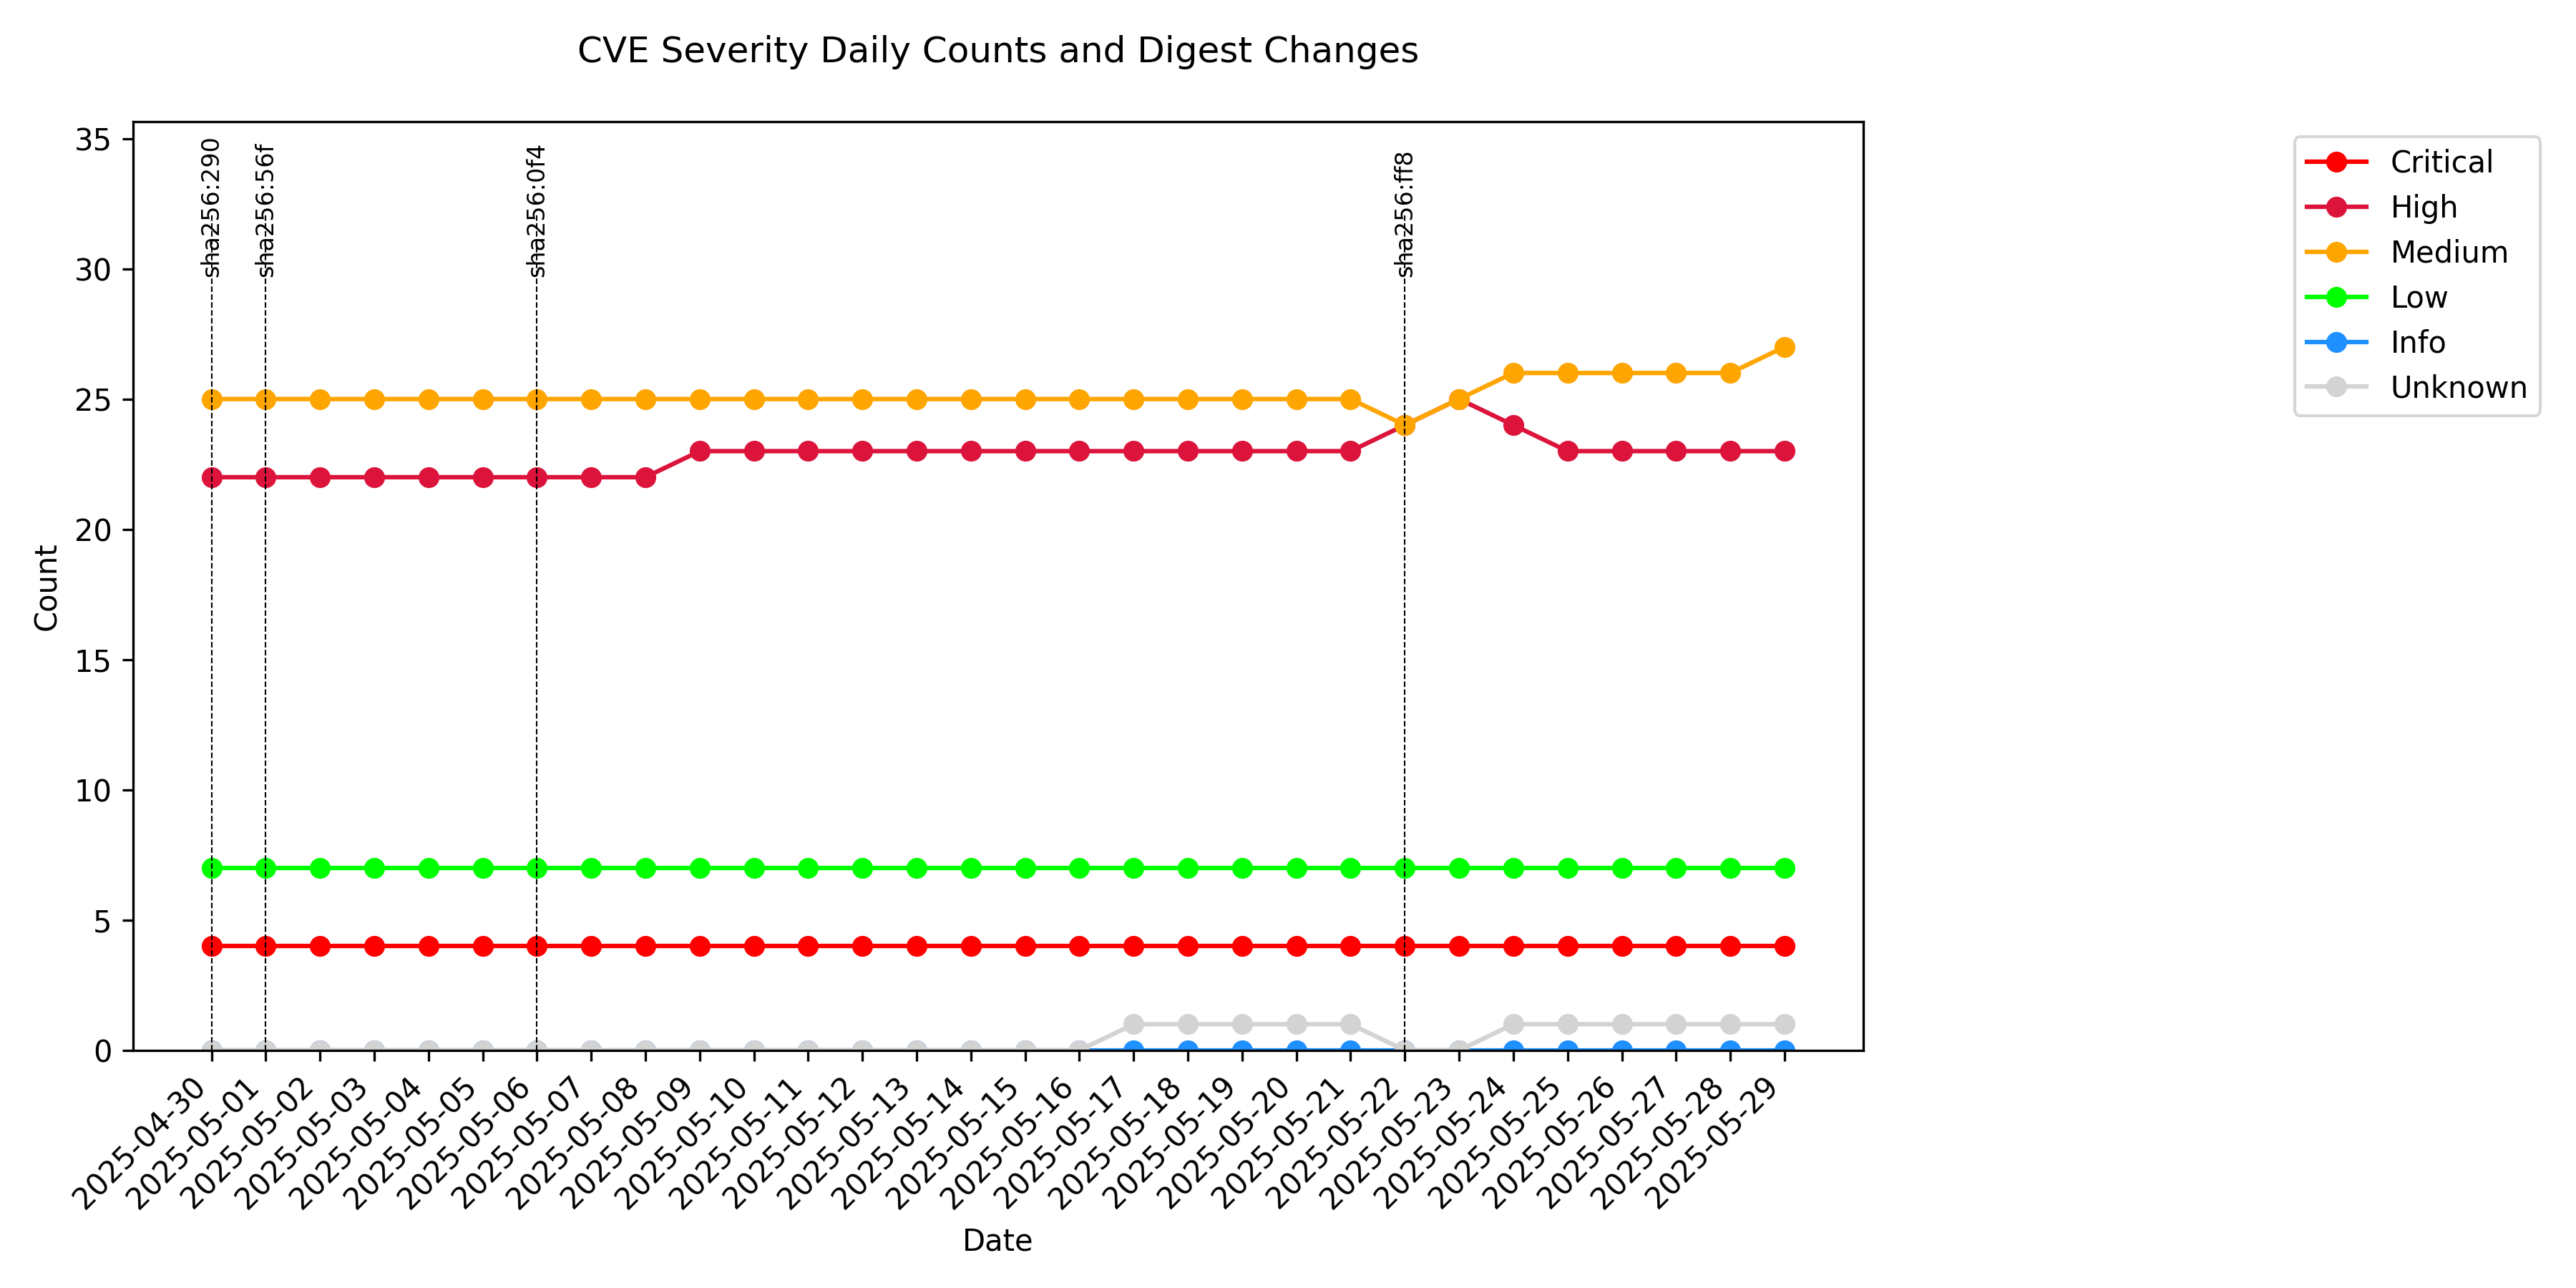 CVE Severity Daily Counts and Digest Changes
35
30
25
20
15
10
5
0
Count
sha256:290
sha256:56f
sha256:0f4
sha256:ff8
Critical
High
Medium
Low
Info
Unknown
2025-04-30
2025-05-01
2025-05-02
2025-05-03
2025-05-04
2025-05-05
2025-05-06
2025-05-07
2025-05-08
2025-05-09
2025-05-10
2025-05-11
2025-05-12
2025-05-13
2025-05-14
2025-05-15
2025-05-16
2025-05-17
2025-05-18
2025-05-19
2025-05-20
2025-05-21
2025-05-22
2025-05-23
2025-05-24
2025-05-25
2025-05-26
2025-05-27
2025-05-28
2025-05-29
Date